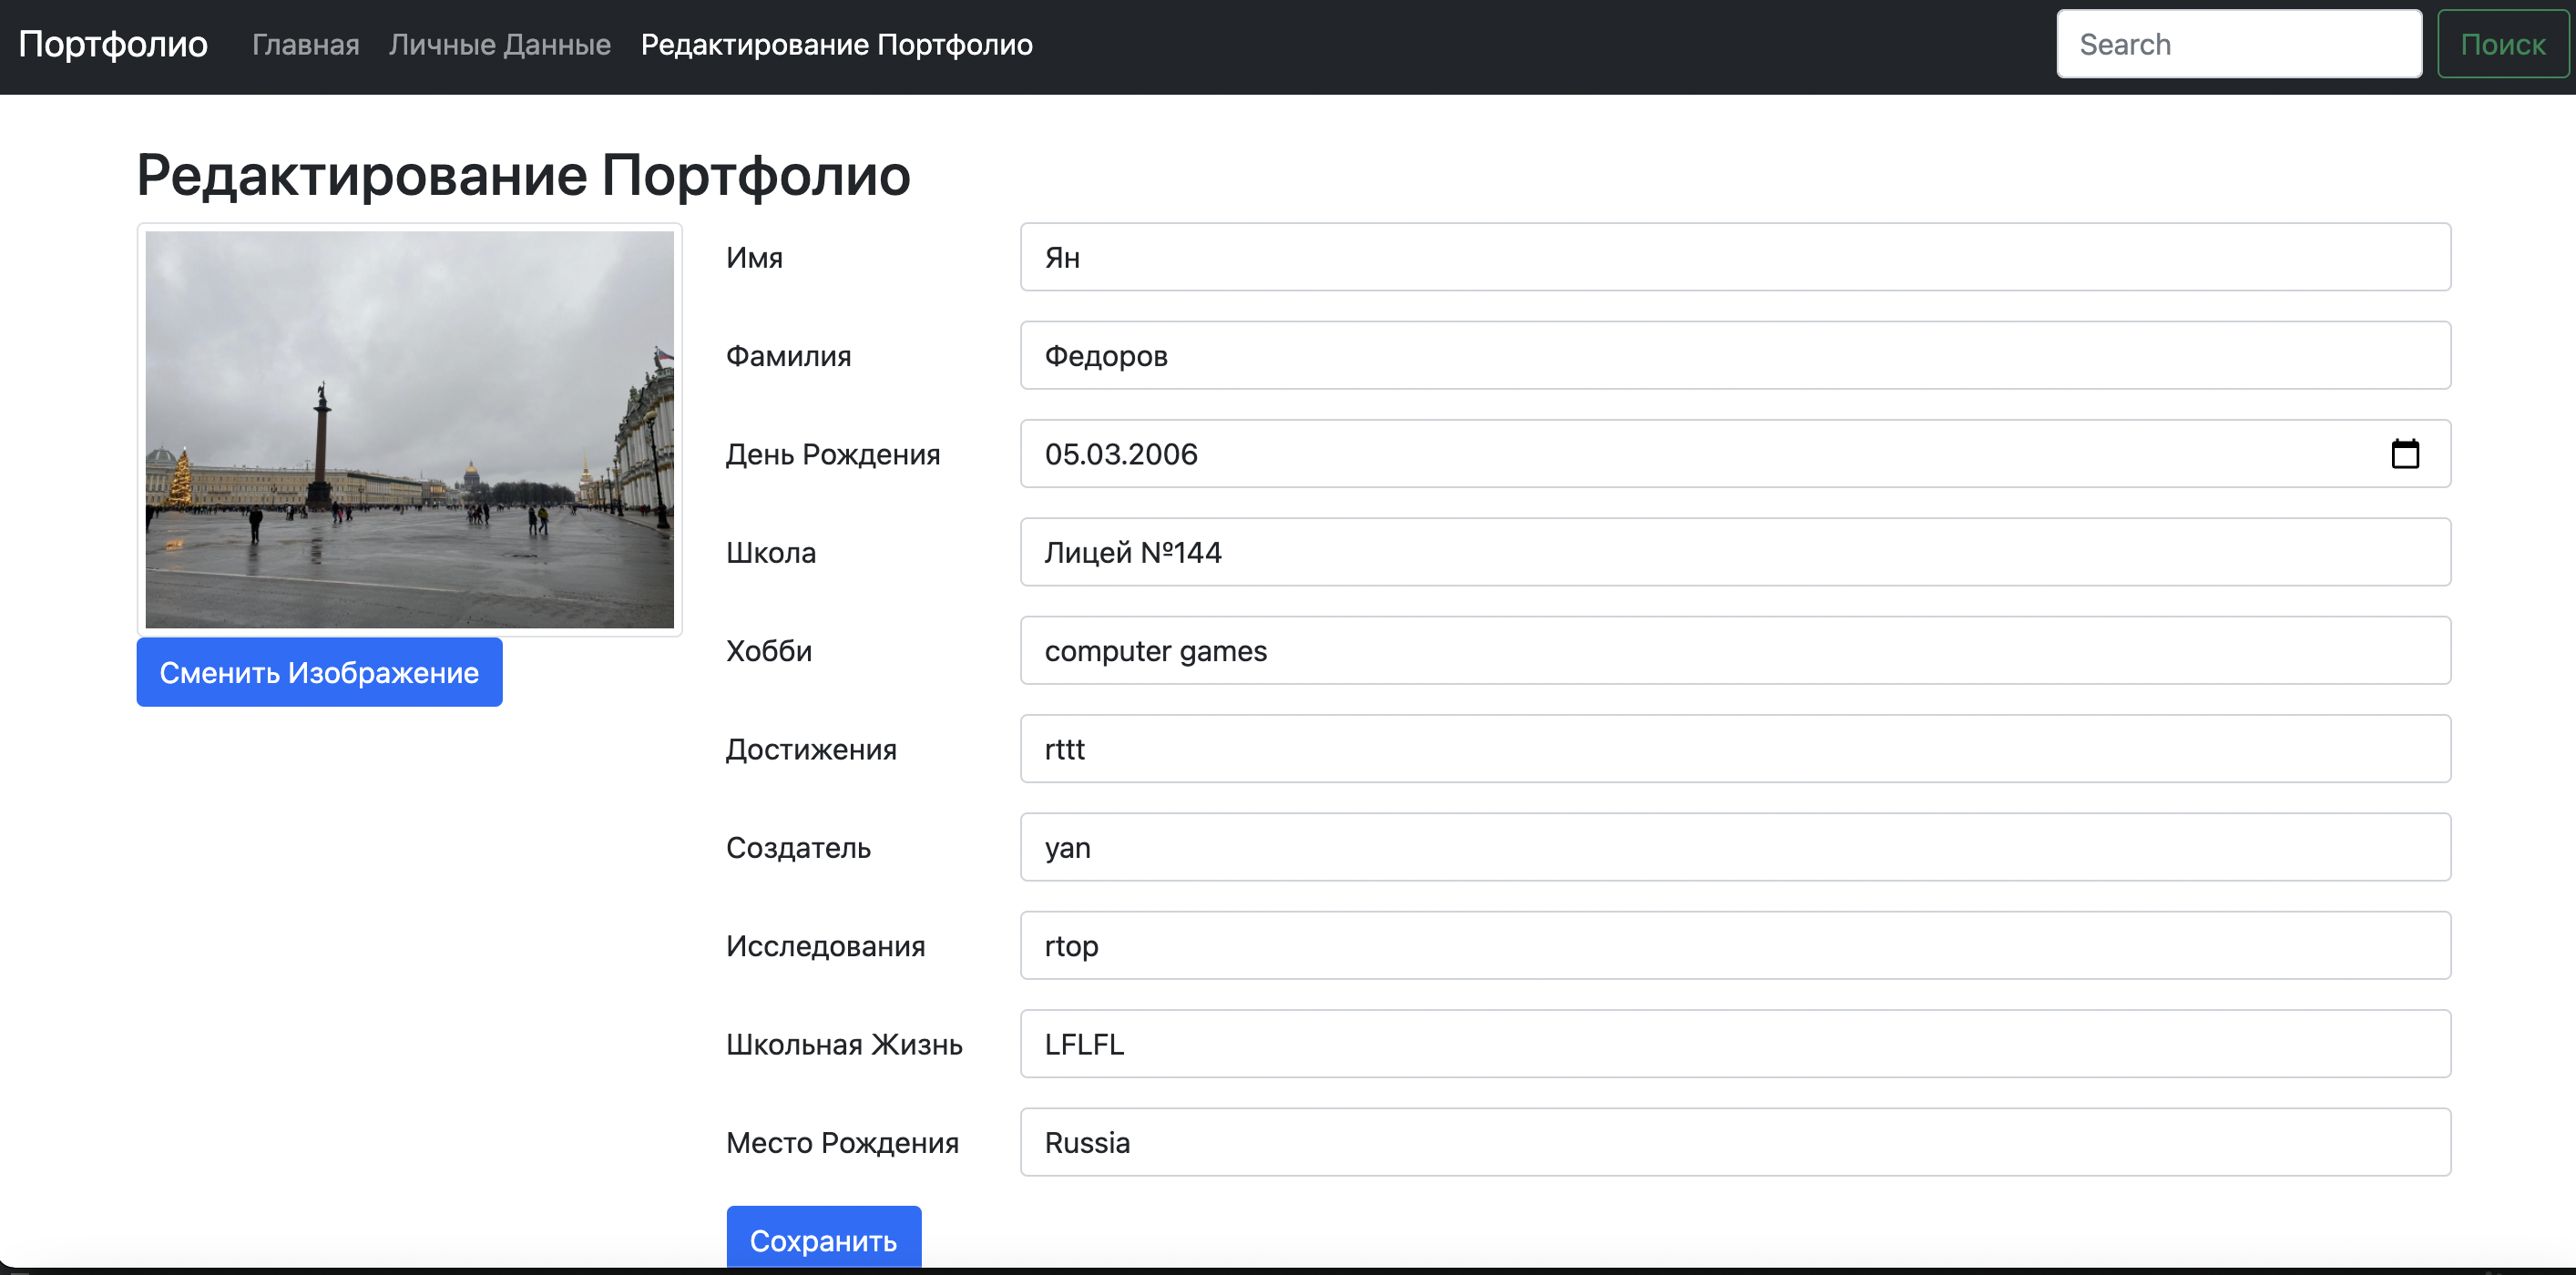 Портфолио Главная Личные Данные Редактирование Портфолио Search Поиск
Редактирование Портфолио
Имя Ян
Фамилия Федоров
День Рождения 05.03.2006
Школа Лицей №144
Хобби computer games
Сменить Изображение
Достижения rttt
Создатель yan
Исследования rtop
Школьная Жизнь LFLFL
Место Рождения Russia
Сохранить